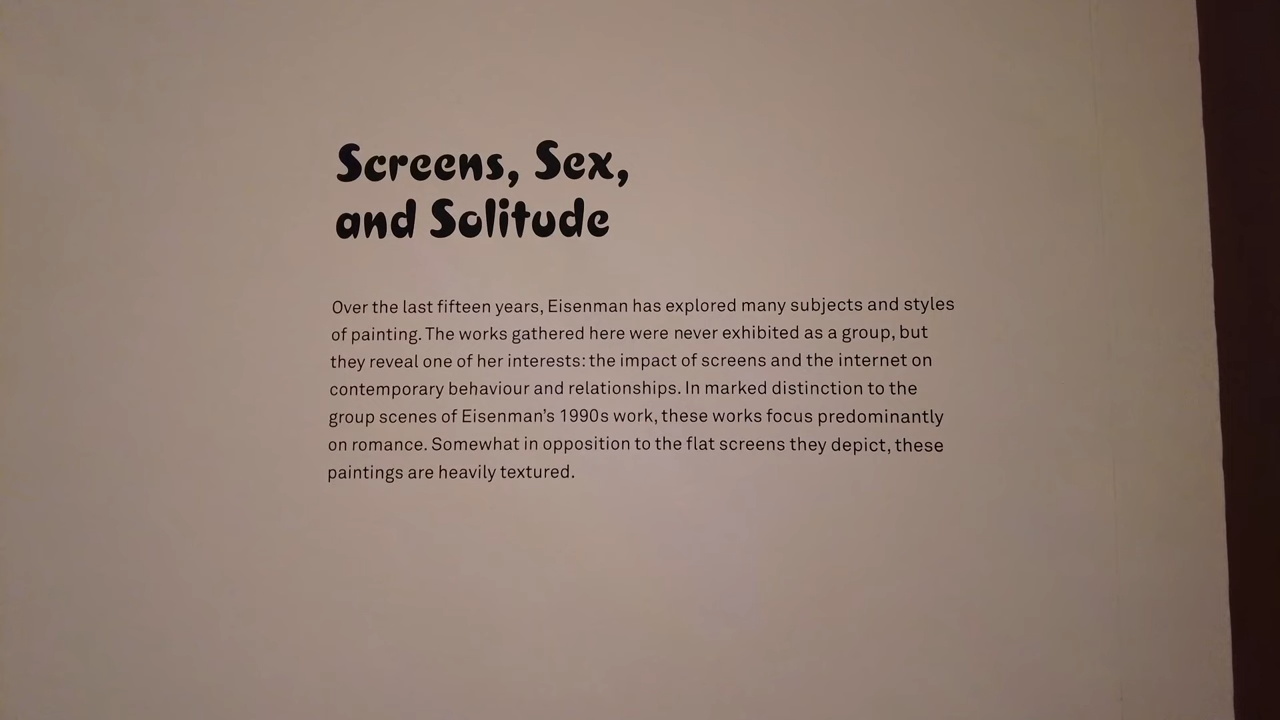 Screens, Sex,
and Solitude
Over the last fifteen years, Eisenman has explored many subjects and styles
of painting. The works gathered here were never exhibited as a group, but
they reveal one of her interests: the impact of screens and the internet on
contemporary behaviour and relationships. In marked distinction to the
group scenes of Eisenman’s 1990s work, these works focus predominantly
on romance. Somewhat in opposition to the flat screens they depict, these
paintings are heavily textured.